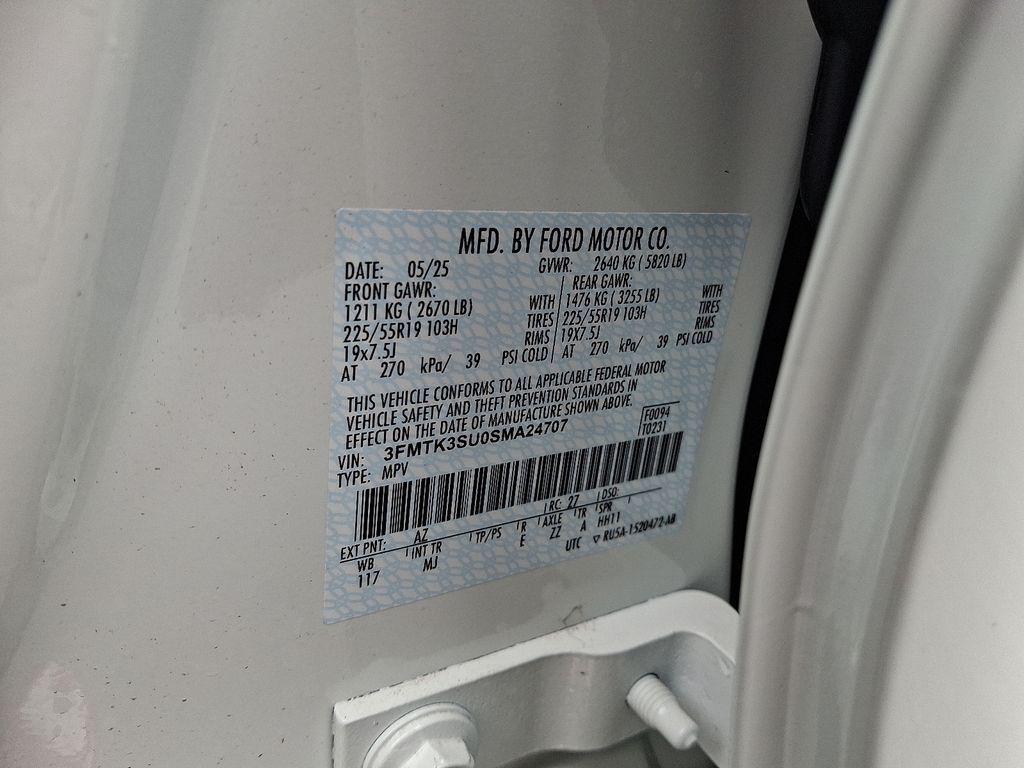 MFD. BY FORD MOTOR CO.
DATE: 05/25 GVWR: 2640 KG ( 5820 LB)
FRONT GAWR: REAR GAWR:
1211 KG ( 2670 LB) WITH 1476 KG ( 3255 LB) WITH
225/55R19 103H TIRES 225/55R19 103H TIRES
19x7.5J RIMS 19X7.5J RIMS
AT 270 kPa/ 39 PSI COLD AT 270 kPa/ 39 PSI COLD
THIS VEHICLE CONFORMS TO ALL APPLICABLE FEDERAL MOTOR
VEHICLE SAFETY AND THEFT PREVENTION STANDARDS IN
EFFECT ON THE DATE OF MANUFACTURE SHOWN ABOVE.
VIN: 3FMTK3SU0SMA24707 F0094
TYPE: MPV T0231
EXT PNT: AZ RC: 27 DSO:
WB INT TR TP/PS R AXLE TR SPR
117 MJ E ZZ A HH11
UTC ▽ RU5A-1520472-AB